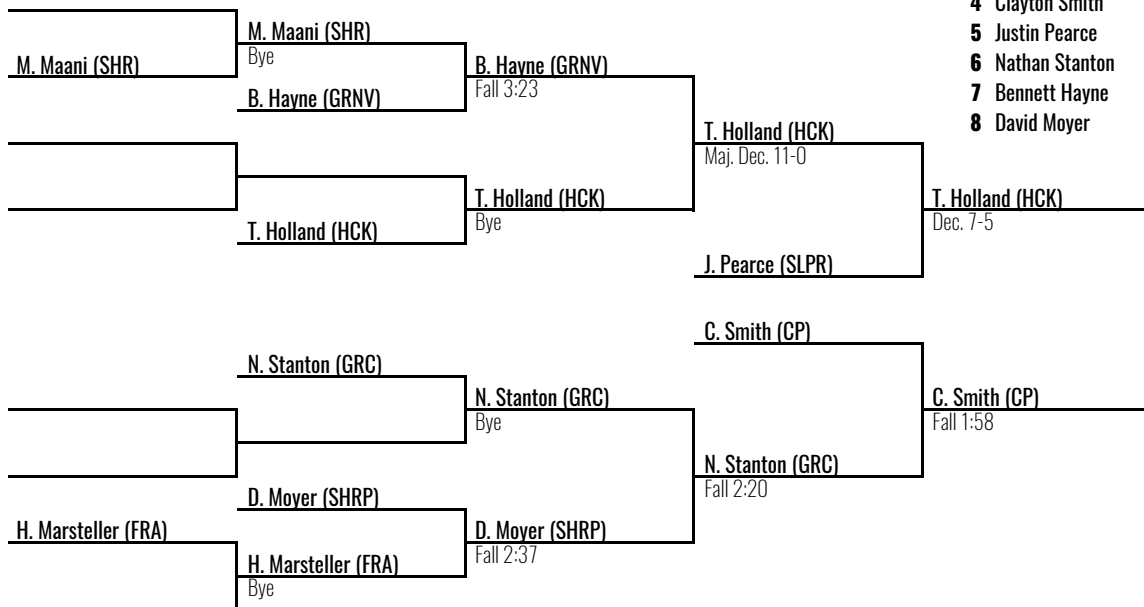 4 Clayton Smith
M. Maani (SHR)
Bye
5 Justin Pearce
M. Maani (SHR)
B. Hayne (GRNV)
Fall 3:23
6 Nathan Stanton
B. Hayne (GRNV)
7 Bennett Hayne
T. Holland (HCK)
Maj. Dec. 11-0
8 David Moyer
T. Holland (HCK)
Bye
T. Holland (HCK)
Dec. 7-5
T. Holland (HCK)
J. Pearce (SLPR)
C. Smith (CP)
N. Stanton (GRC)
N. Stanton (GRC)
Bye
C. Smith (CP)
Fall 1:58
N. Stanton (GRC)
Fall 2:20
D. Moyer (SHRP)
H. Marsteller (FRA)
D. Moyer (SHRP)
Fall 2:37
H. Marsteller (FRA)
Bye